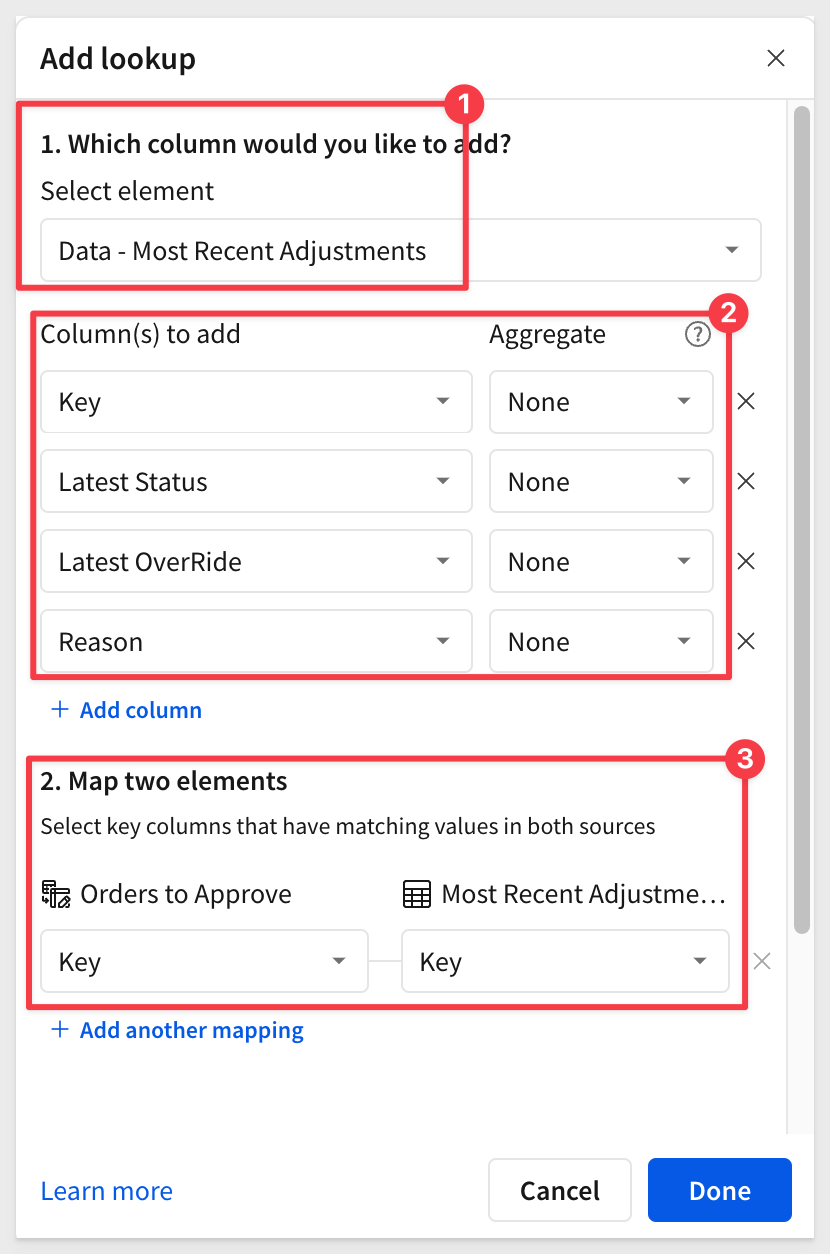 Add lookup
1
1. Which column would you like to add?
Select element
Data - Most Recent Adjustments
2
Column(s) to add Aggregate ?
Key None
Latest Status None
Latest OverRide None
Reason None
+ Add column
3
2. Map two elements
Select key columns that have matching values in both sources
Orders to Approve Most Recent Adjustme...
Key Key
+ Add another mapping
Learn more Cancel Done